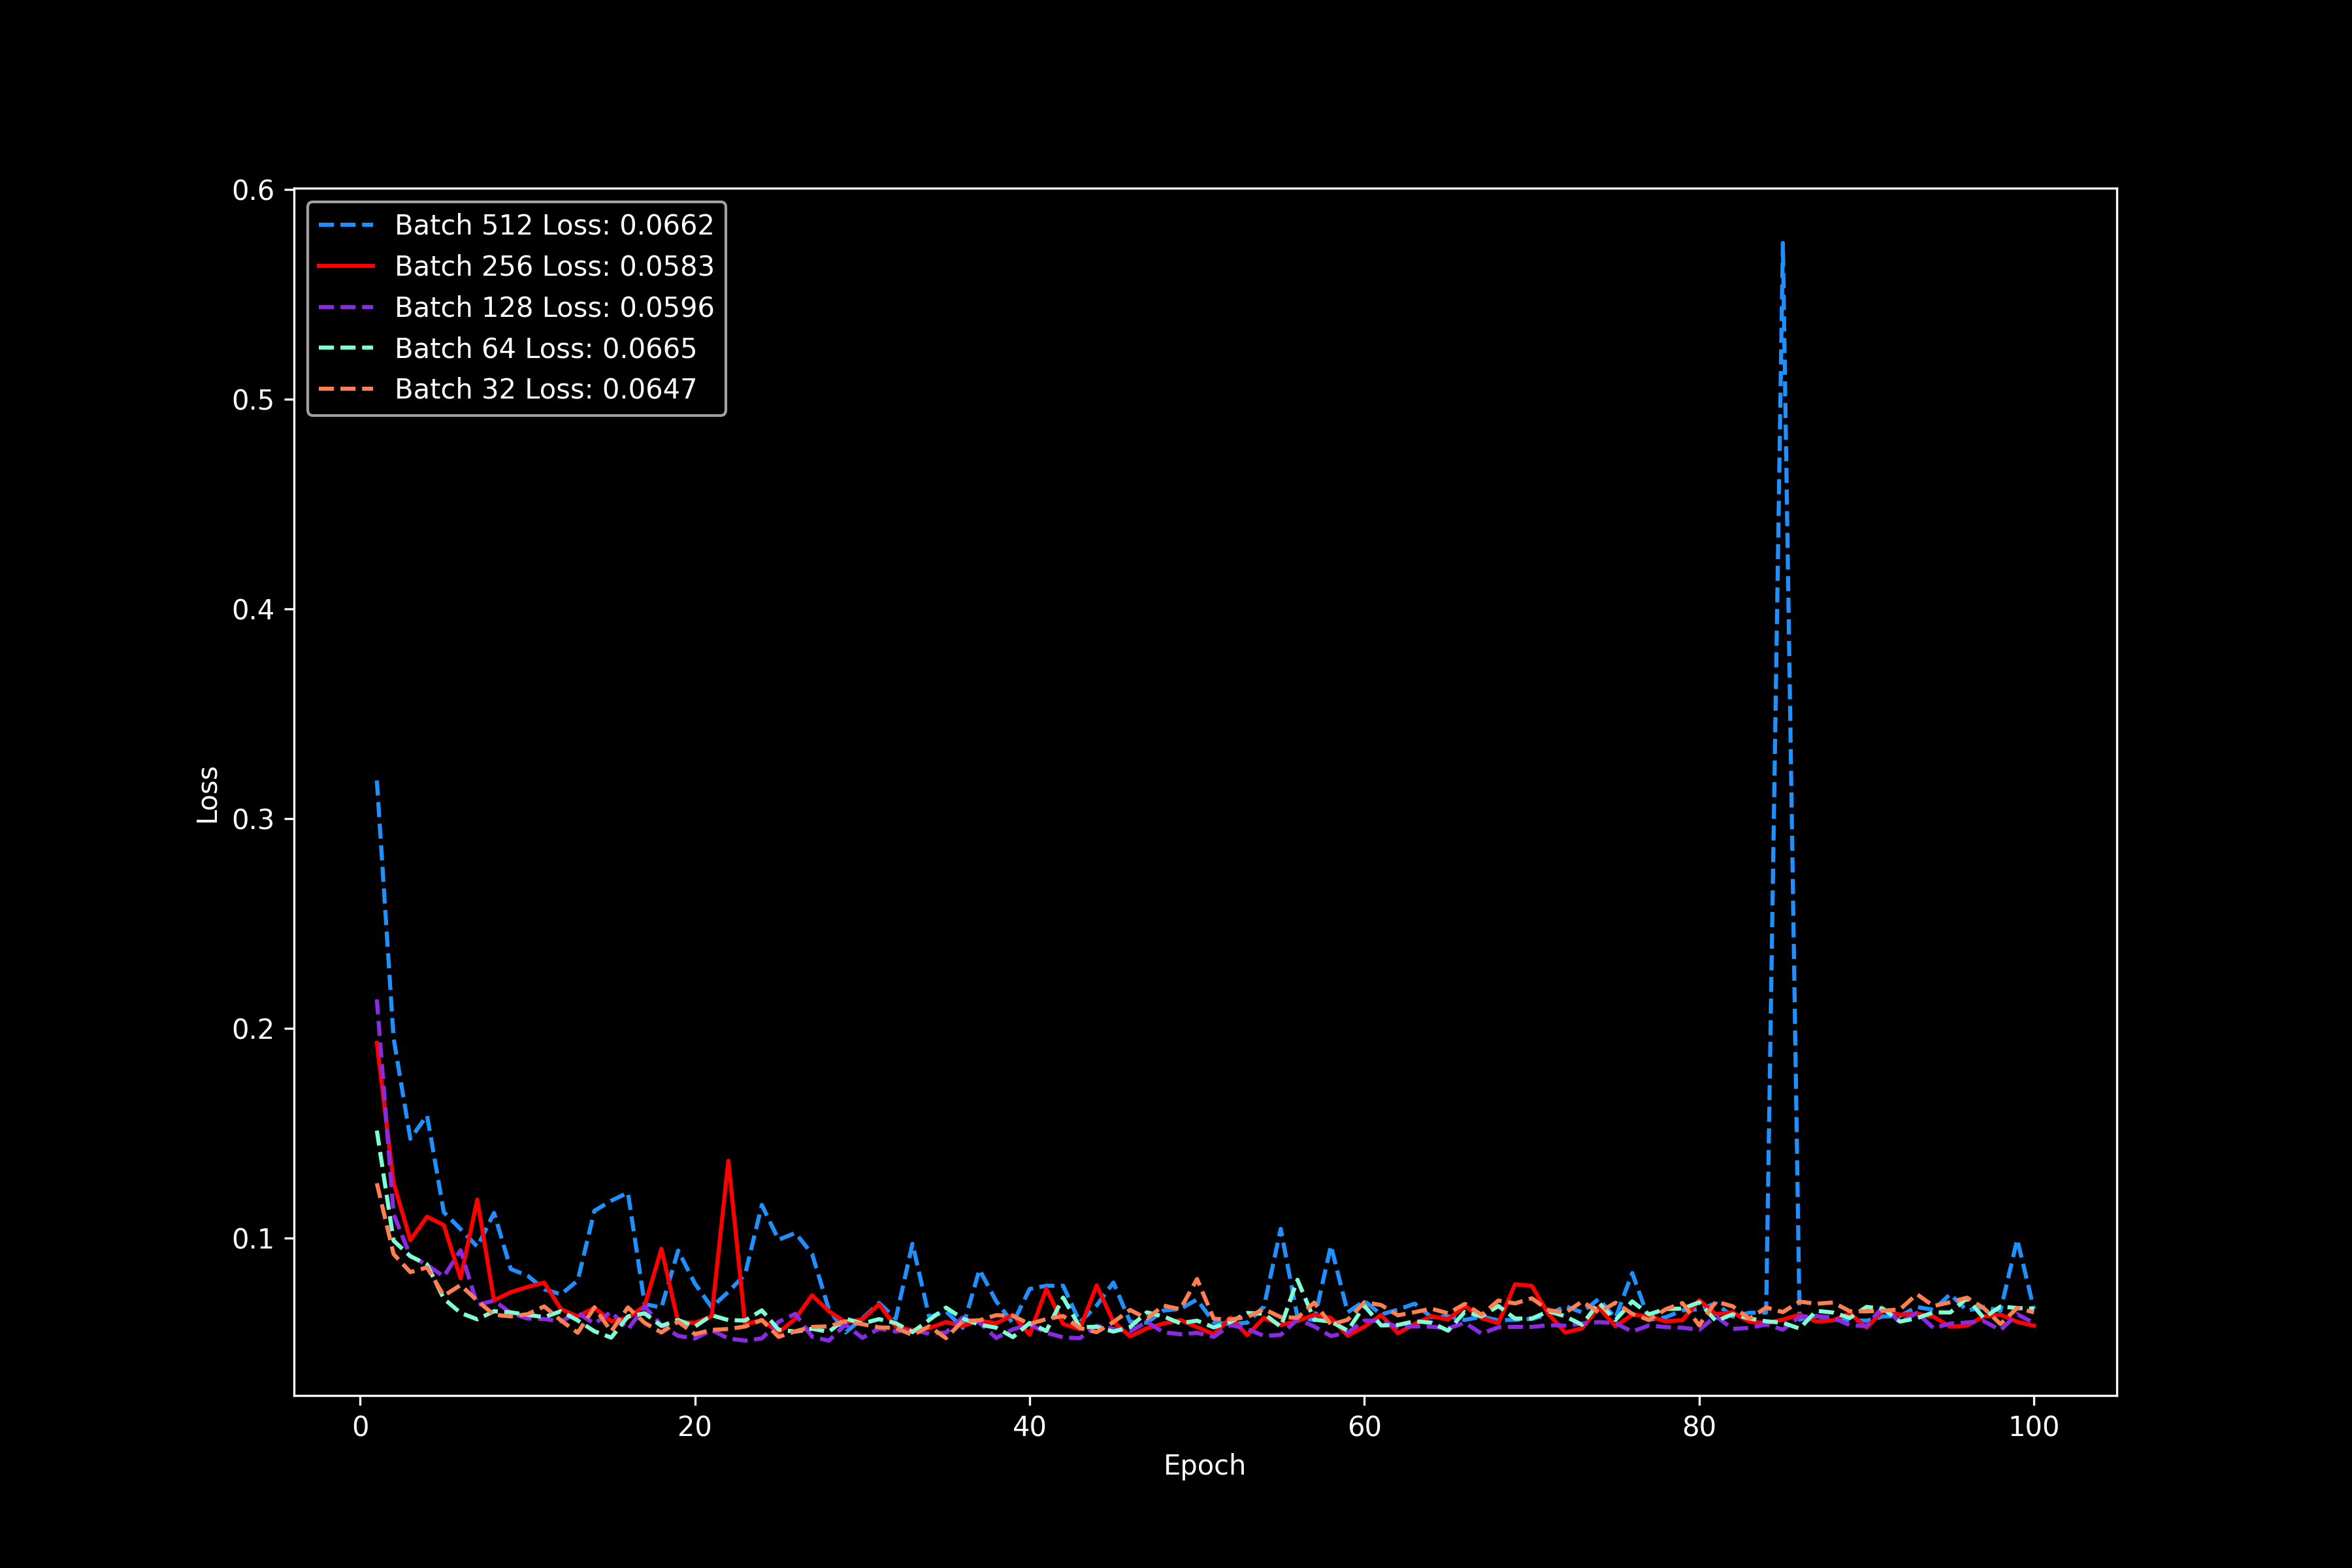 0.6
0.5
0.4
0.3
0.2
0.1
Loss
Batch 512 Loss: 0.0662
Batch 256 Loss: 0.0583
Batch 128 Loss: 0.0596
Batch 64 Loss: 0.0665
Batch 32 Loss: 0.0647
0
20
40
60
80
100
Epoch